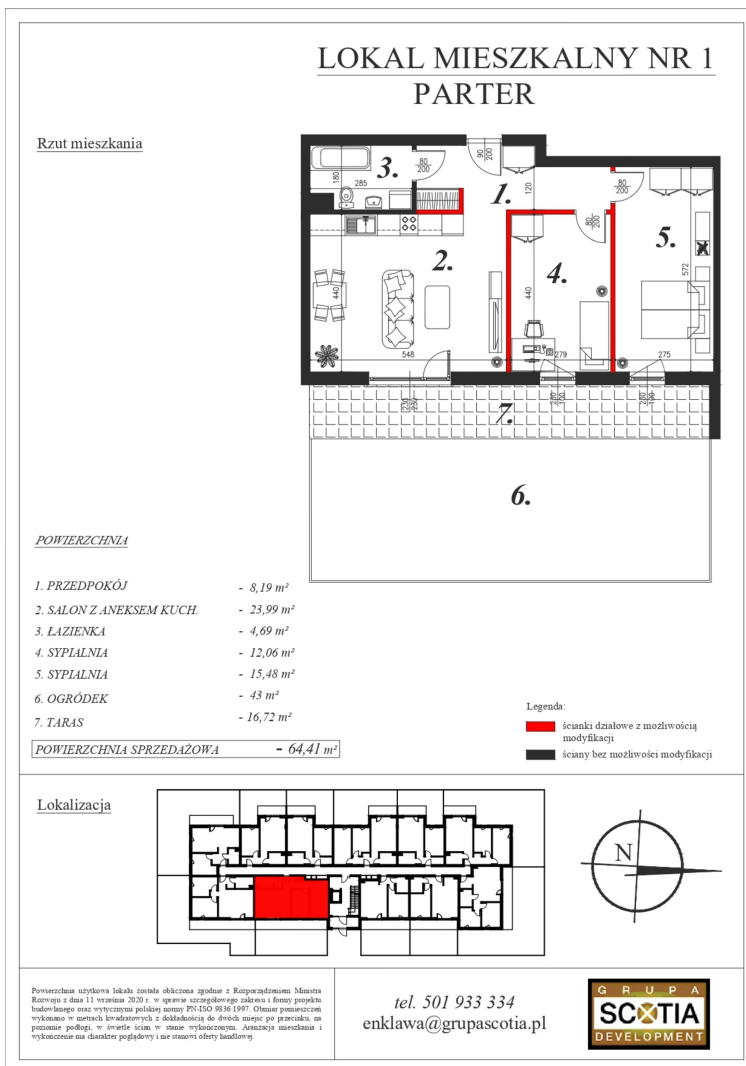 LOKAL MIESZKALNY NR 1
PARTER
Rzut mieszkania
3.
80
200
90
200
180
285
1.
120
80
200
80
200
2.
440
4.
440
5.
572
548
279
275
230
230
230
100
230
100
7.
6.
POWIERZCHNIA
1. PRZEDPOKÓJ - 8,19 m²
2. SALON Z ANEKSEM KUCH. - 23,99 m²
3. ŁAZIENKA - 4,69 m²
4. SYPIALNIA - 12,06 m²
5. SYPIALNIA - 15,48 m²
6. OGRÓDEK - 43 m²
7. TARAS - 16,72 m²
POWIERZCHNIA SPRZEDAŻOWA - 64,41 m²
Legenda:
ścianki działowe z możliwością
modyfikacji
ściany bez możliwości modyfikacji
Lokalizacja
N
Powierzchnia użytkowa lokalu została obliczona zgodnie z Rozporządzeniem Ministra
Rozwoju z dnia 11 września 2020 r. w sprawie szczegółowego zakresu i formy projektu
budowlanego oraz wytycznymi polskiej normy PN-ISO 9836:1997. Obmiar pomieszczeń
wykonano w metrach kwadratowych z dokładnością do dwóch miejsc po przecinku, na
poziomie podłogi, w świetle ścian w stanie wykończonym. Aranżacja mieszkania i
wykończenie ma charakter poglądowy i nie stanowi oferty handlowej.
tel. 501 933 334
enklawa@grupascotia.pl
GRUPA
SCOTIA
DEVELOPMENT